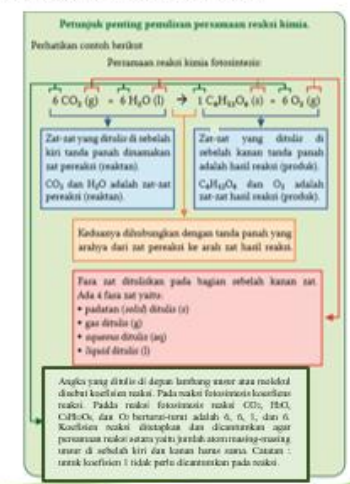 Petunjuk penting penulisan persamaan reaksi kimia.
Perhatikan contoh berikut
Persamaan reaksi kimia fotosintesis:
6 CO₂ (g) + 6 H₂O (l) → 1 C₆H₁₂O₆ (s) + 6 O₂ (g)
Zat-zat yang ditulis di sebelah
kiri tanda panah dinamakan
zat pereaksi (reaktan).
CO₂ dan H₂O adalah zat-zat
pereaksi (reaktan).
Zat-zat yang ditulis di
sebelah kanan tanda panah
adalah hasil reaksi (produk).
C₆H₁₂O₆ dan O₂ adalah
zat-zat hasil reaksi (produk).
Keduanya dihubungkan dengan tanda panah yang
arahnya dari zat pereaksi ke arah zat hasil reaksi.
Fasa zat dituliskan pada bagian sebelah kanan zat.
Ada 4 fasa zat yaitu:
• padatan (solid) ditulis (s)
• gas ditulis (g)
• aqueous ditulis (aq)
• liquid ditulis (l)
Angka yang ditulis di depan lambang unsur atau molekul
disebut koefisien reaksi. Pada reaksi fotosintesis koefisien
reaksi. Padda reaksi fotosintesis reaksi CO₂, H₂O,
C₆H₁₂O₆, dan O₂ berturut-turut adalah 6, 6, 1, dan 6.
Koefisien reaksi ditetapkan dan dicantumkan agar
persamaan reaksi setara yaitu jumlah atom masing-masing
unsur di sebelah kiri dan kanan harus sama. Catatan :
untuk koefisien 1 tidak perlu dicantumkan pada reaksi.